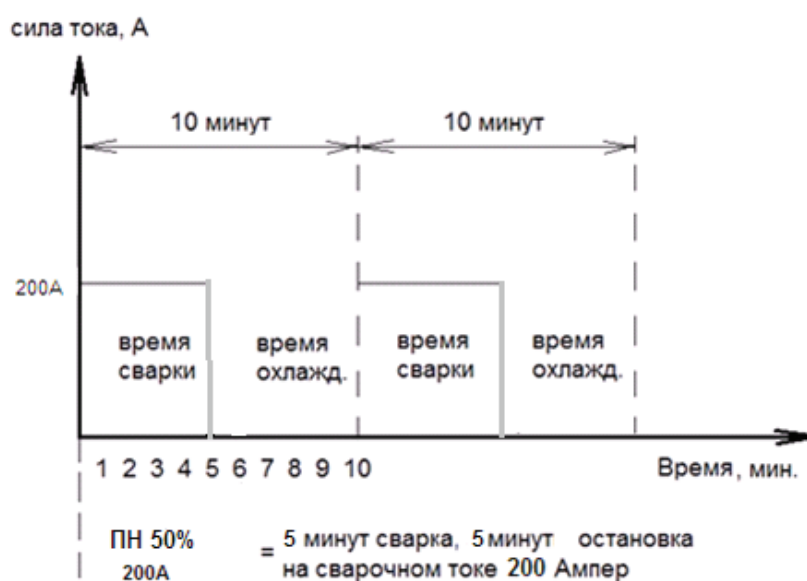 сила тока, А
10 минут 10 минут
200А
время время время время
сварки охлажд. сварки охлажд.
1 2 3 4 5 6 7 8 9 10 Время, мин.
ПН 50% = 5 минут сварка, 5 минут остановка
200А на сварочном токе 200 Ампер